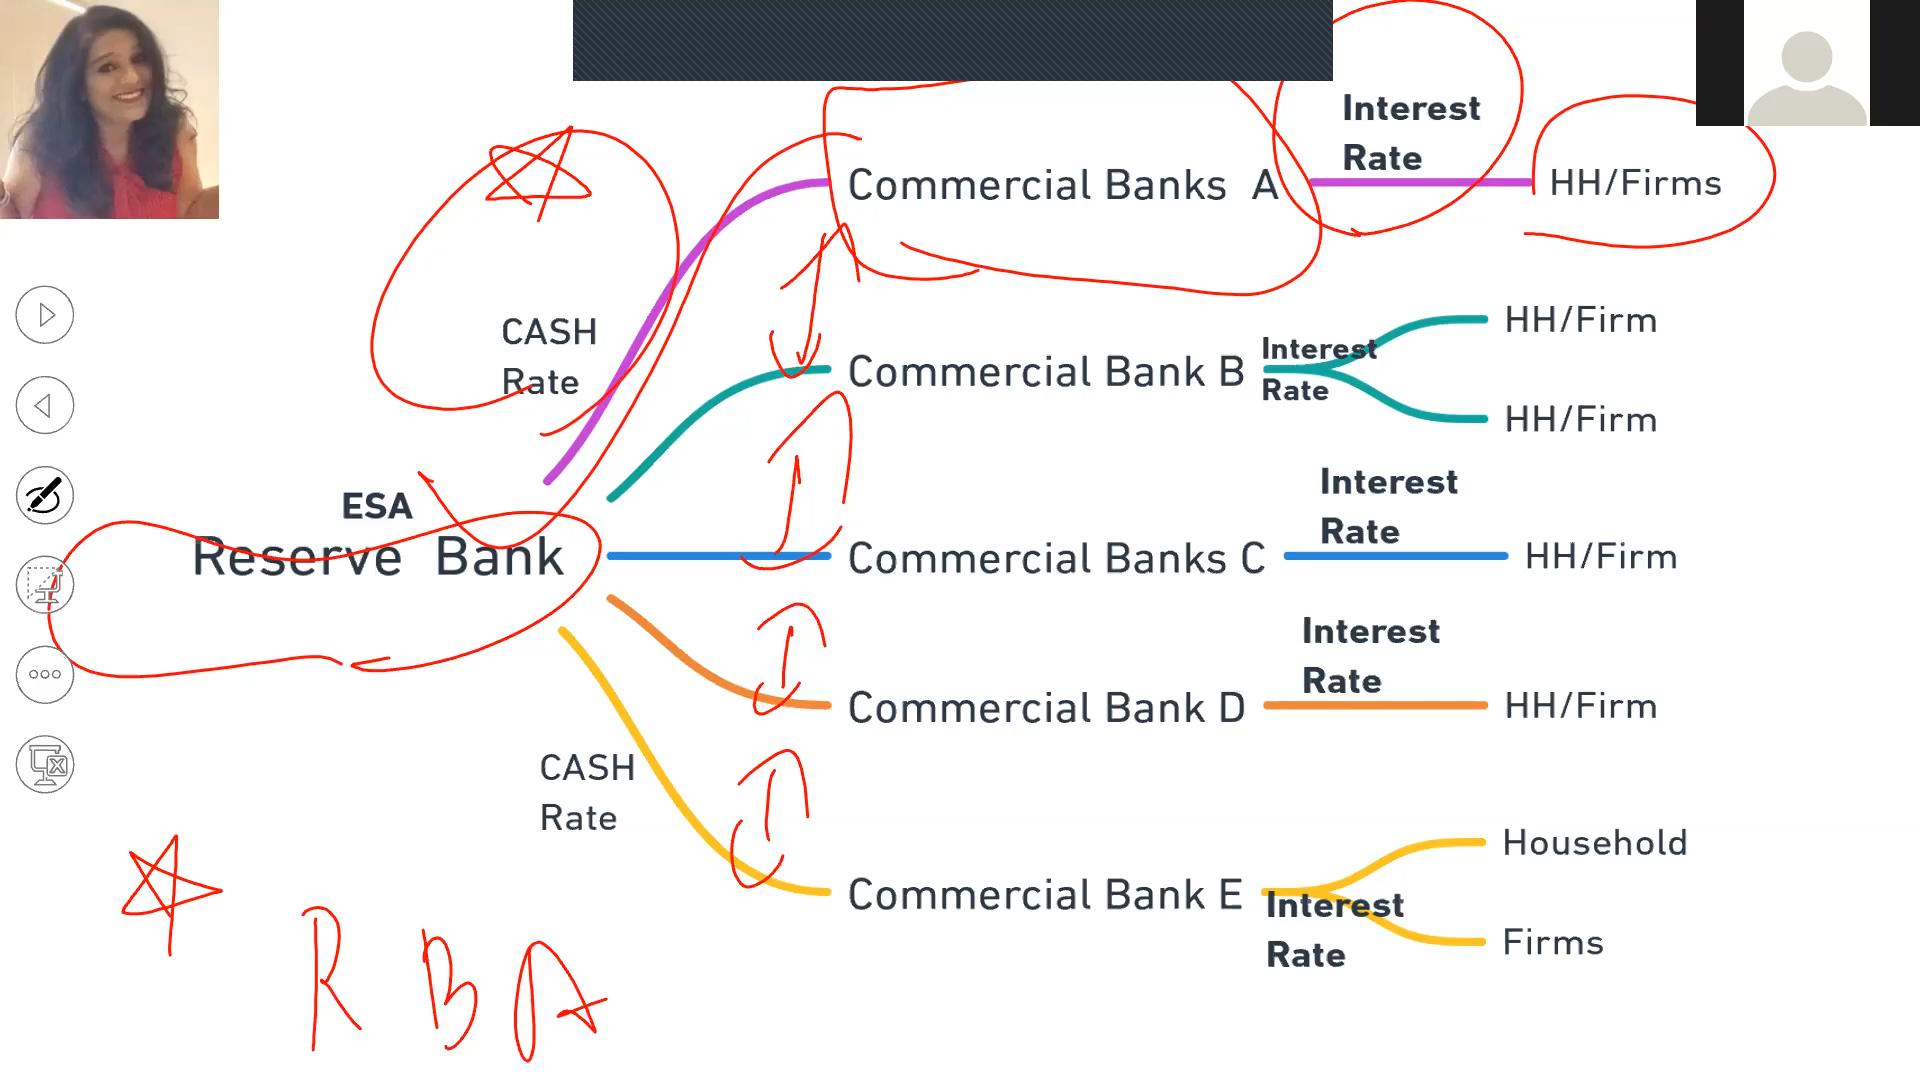 Interest
Rate
Commercial Banks A
HH/Firms
CASH
Rate
HH/Firm
Interest
Rate
Commercial Bank B
HH/Firm
Interest
Rate
ESA
Reserve Bank
Commercial Banks C
HH/Firm
Interest
Rate
Commercial Bank D
HH/Firm
CASH
Rate
Household
Commercial Bank E
Interest
Rate
Firms
RBA